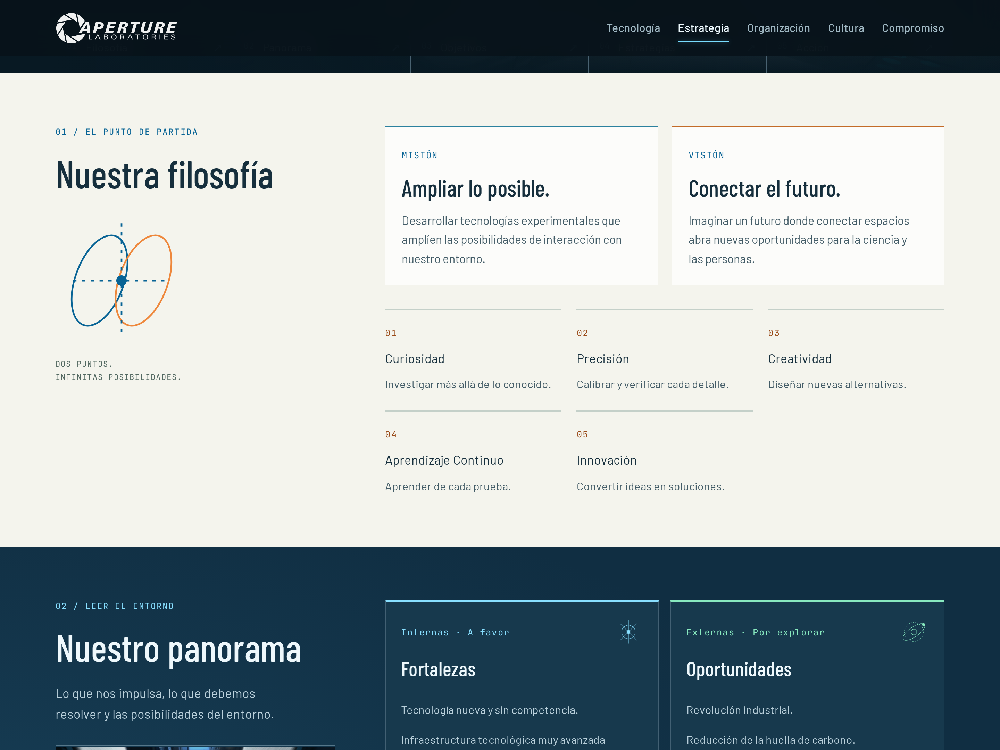 APERTURE
LABORATORIES
Tecnología
Estrategia
Organización
Cultura
Compromiso
Filosofía
Panorama
Objetivos
Estrategias
Acción
01 / EL PUNTO DE PARTIDA
Nuestra filosofía
DOS PUNTOS.
INFINITAS POSIBILIDADES.
MISIÓN
Ampliar lo posible.
Desarrollar tecnologías experimentales que
amplíen las posibilidades de interacción con
nuestro entorno.
VISIÓN
Conectar el futuro.
Imaginar un futuro donde conectar espacios
abra nuevas oportunidades para la ciencia y
las personas.
01
Curiosidad
Investigar más allá de lo conocido.
02
Precisión
Calibrar y verificar cada detalle.
03
Creatividad
Diseñar nuevas alternativas.
04
Aprendizaje Continuo
Aprender de cada prueba.
05
Innovación
Convertir ideas en soluciones.
02 / LEER EL ENTORNO
Nuestro panorama
Lo que nos impulsa, lo que debemos
resolver y las posibilidades del entorno.
Internas · A favor
Fortalezas
Tecnología nueva y sin competencia.
Infraestructura tecnológica muy avanzada
Externas · Por explorar
Oportunidades
Revolución industrial.
Reducción de la huella de carbono.